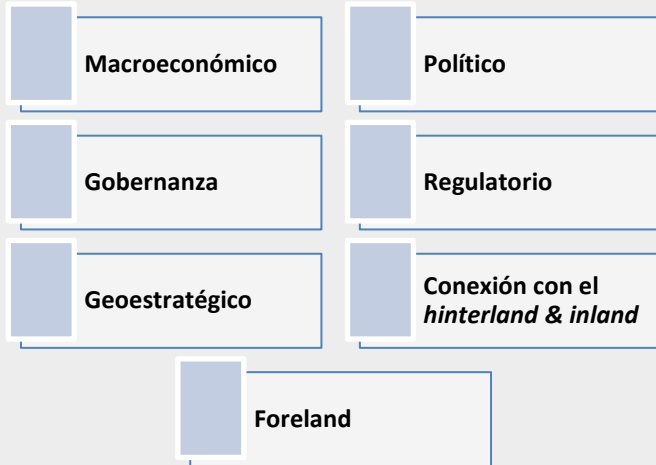 Macroeconómico
Político
Gobernanza
Regulatorio
Geoestratégico
Conexión con el
hinterland & inland
Foreland